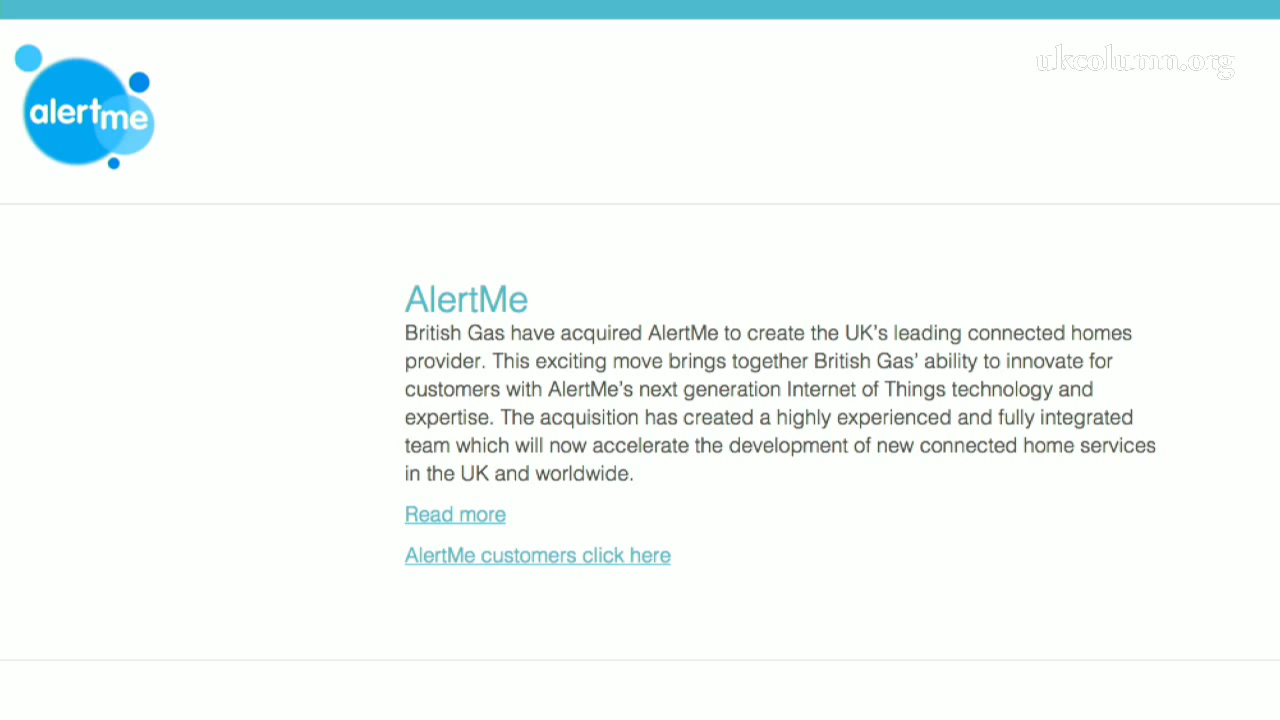 ukcolumn.org
alertme
AlertMe
British Gas have acquired AlertMe to create the UK’s leading connected homes
provider. This exciting move brings together British Gas’ ability to innovate for
customers with AlertMe’s next generation Internet of Things technology and
expertise. The acquisition has created a highly experienced and fully integrated
team which will now accelerate the development of new connected home services
in the UK and worldwide.
Read more
AlertMe customers click here